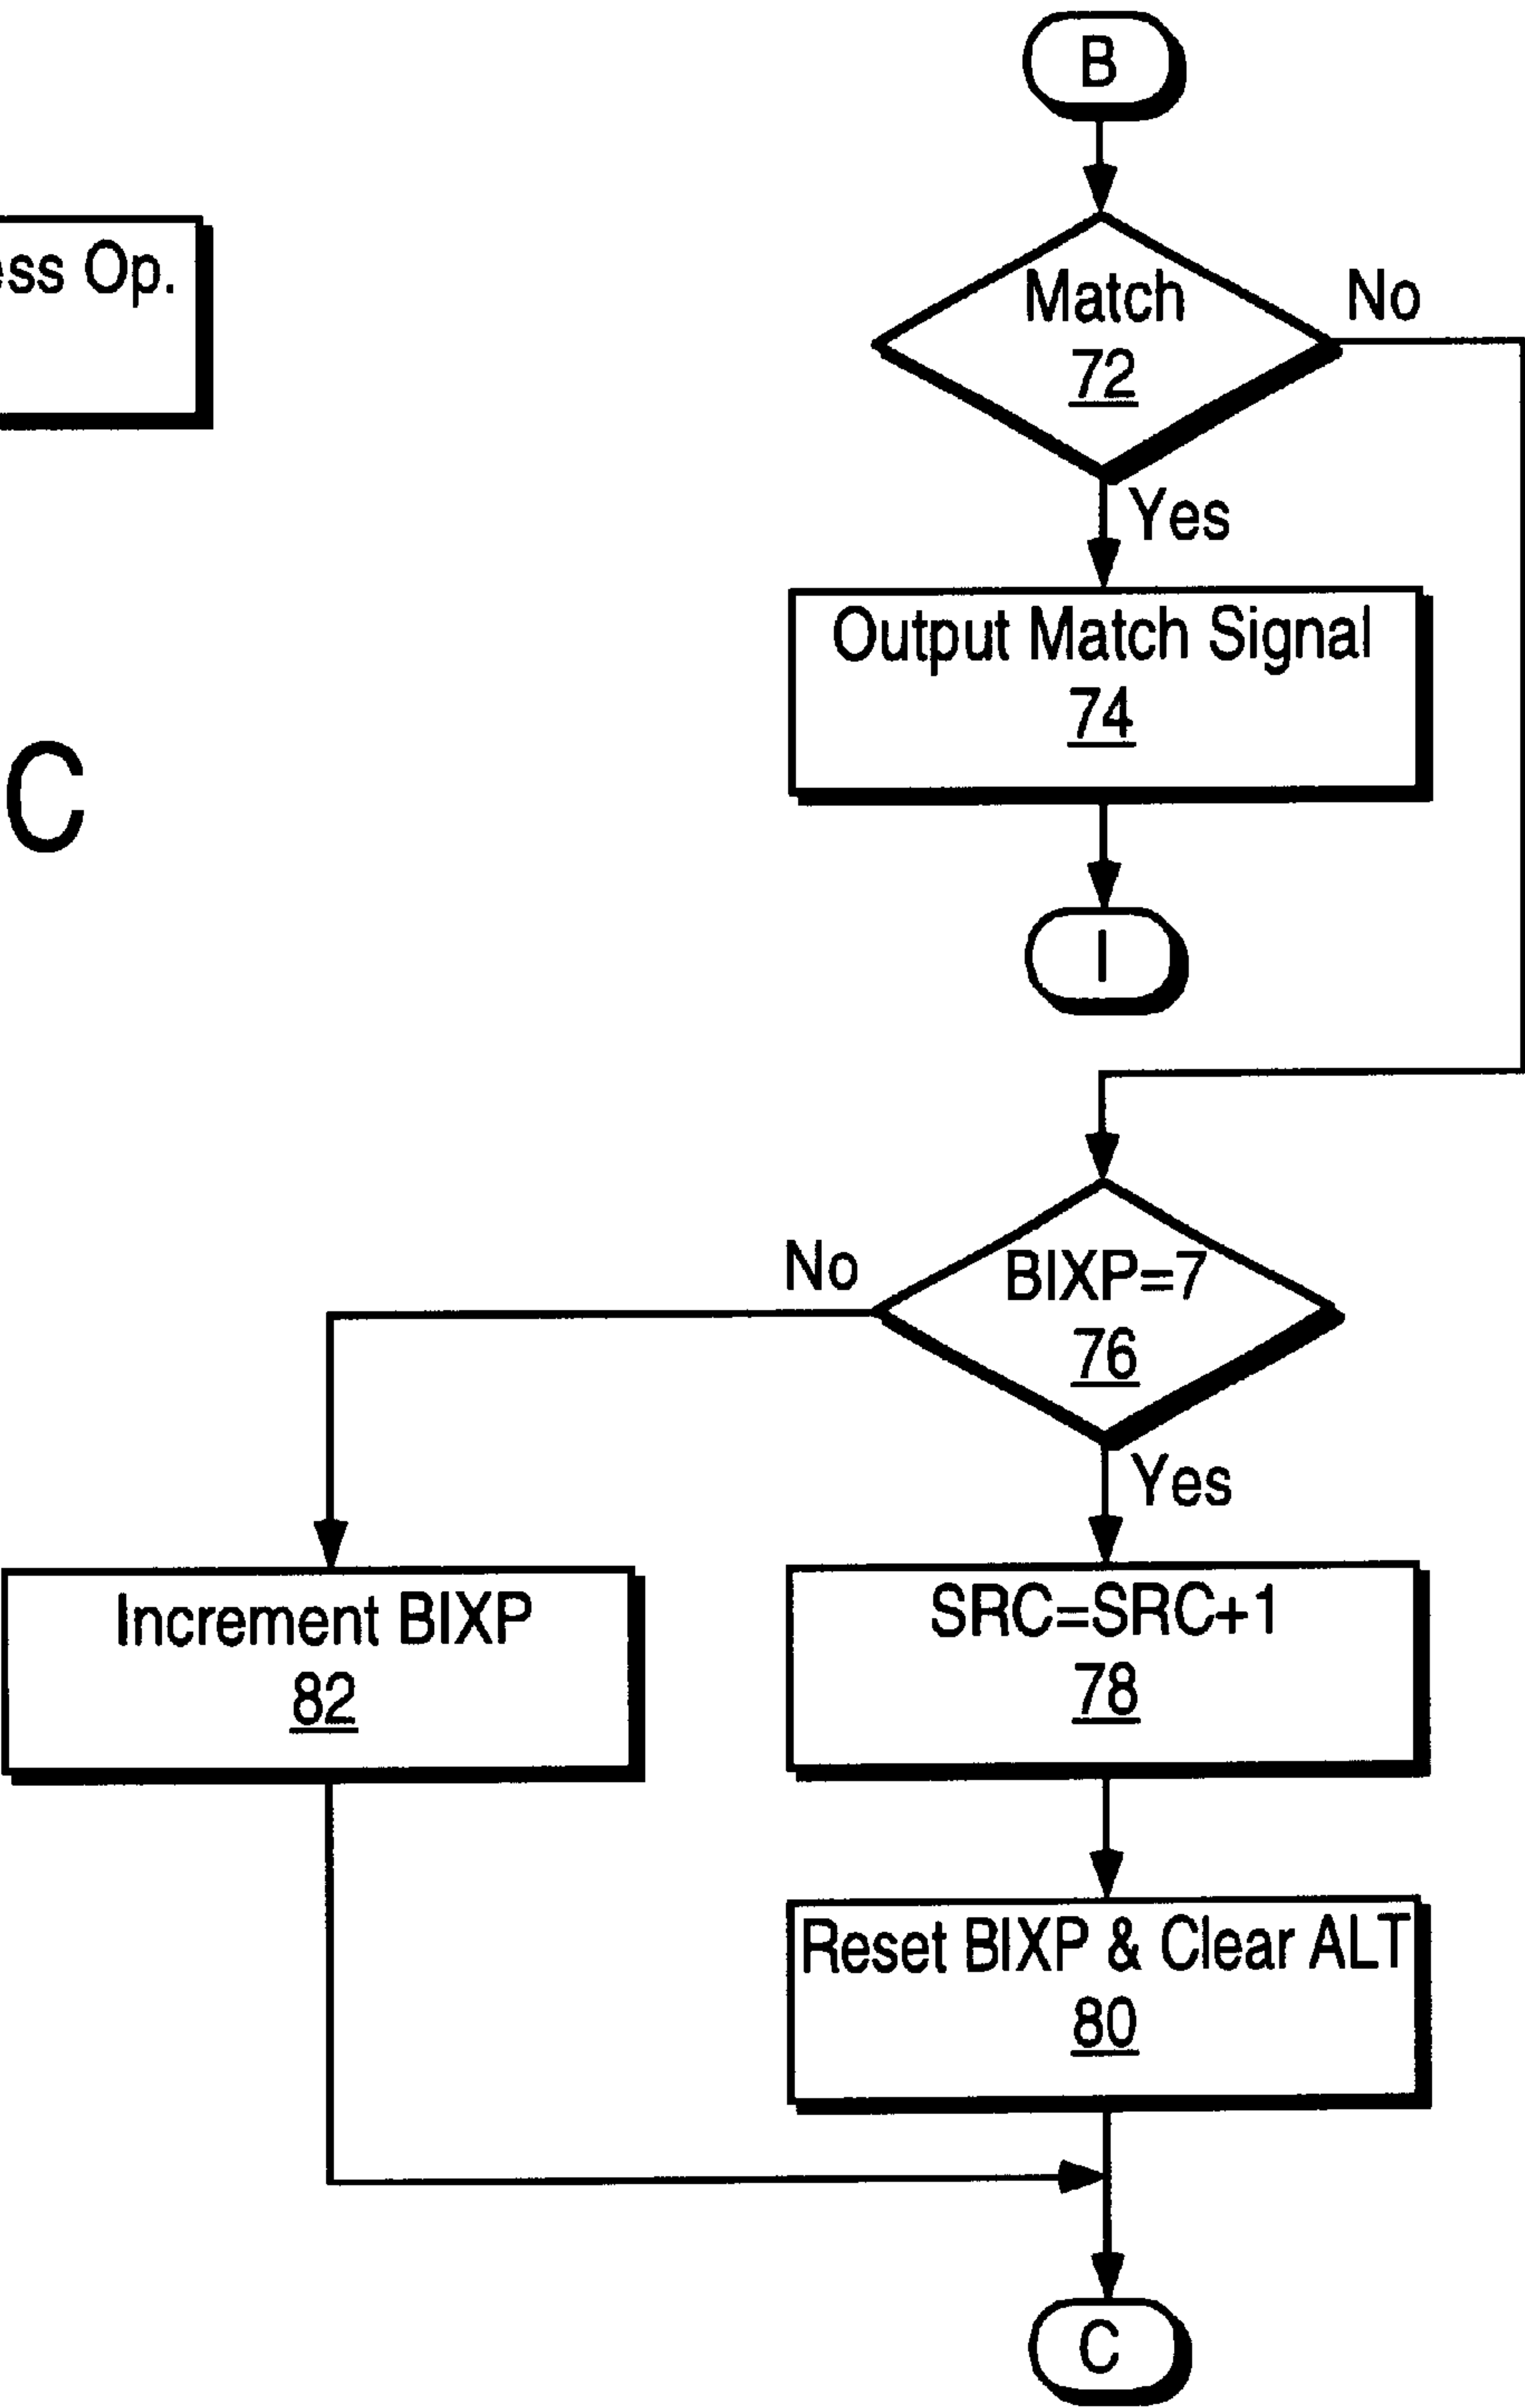 B
ess Op.
Match
72
No
Yes
Output Match Signal
74
C
I
BIXP=7
76
No
Yes
Increment BIXP
82
SRC=SRC+1
78
Reset BIXP & Clear ALT
80
C